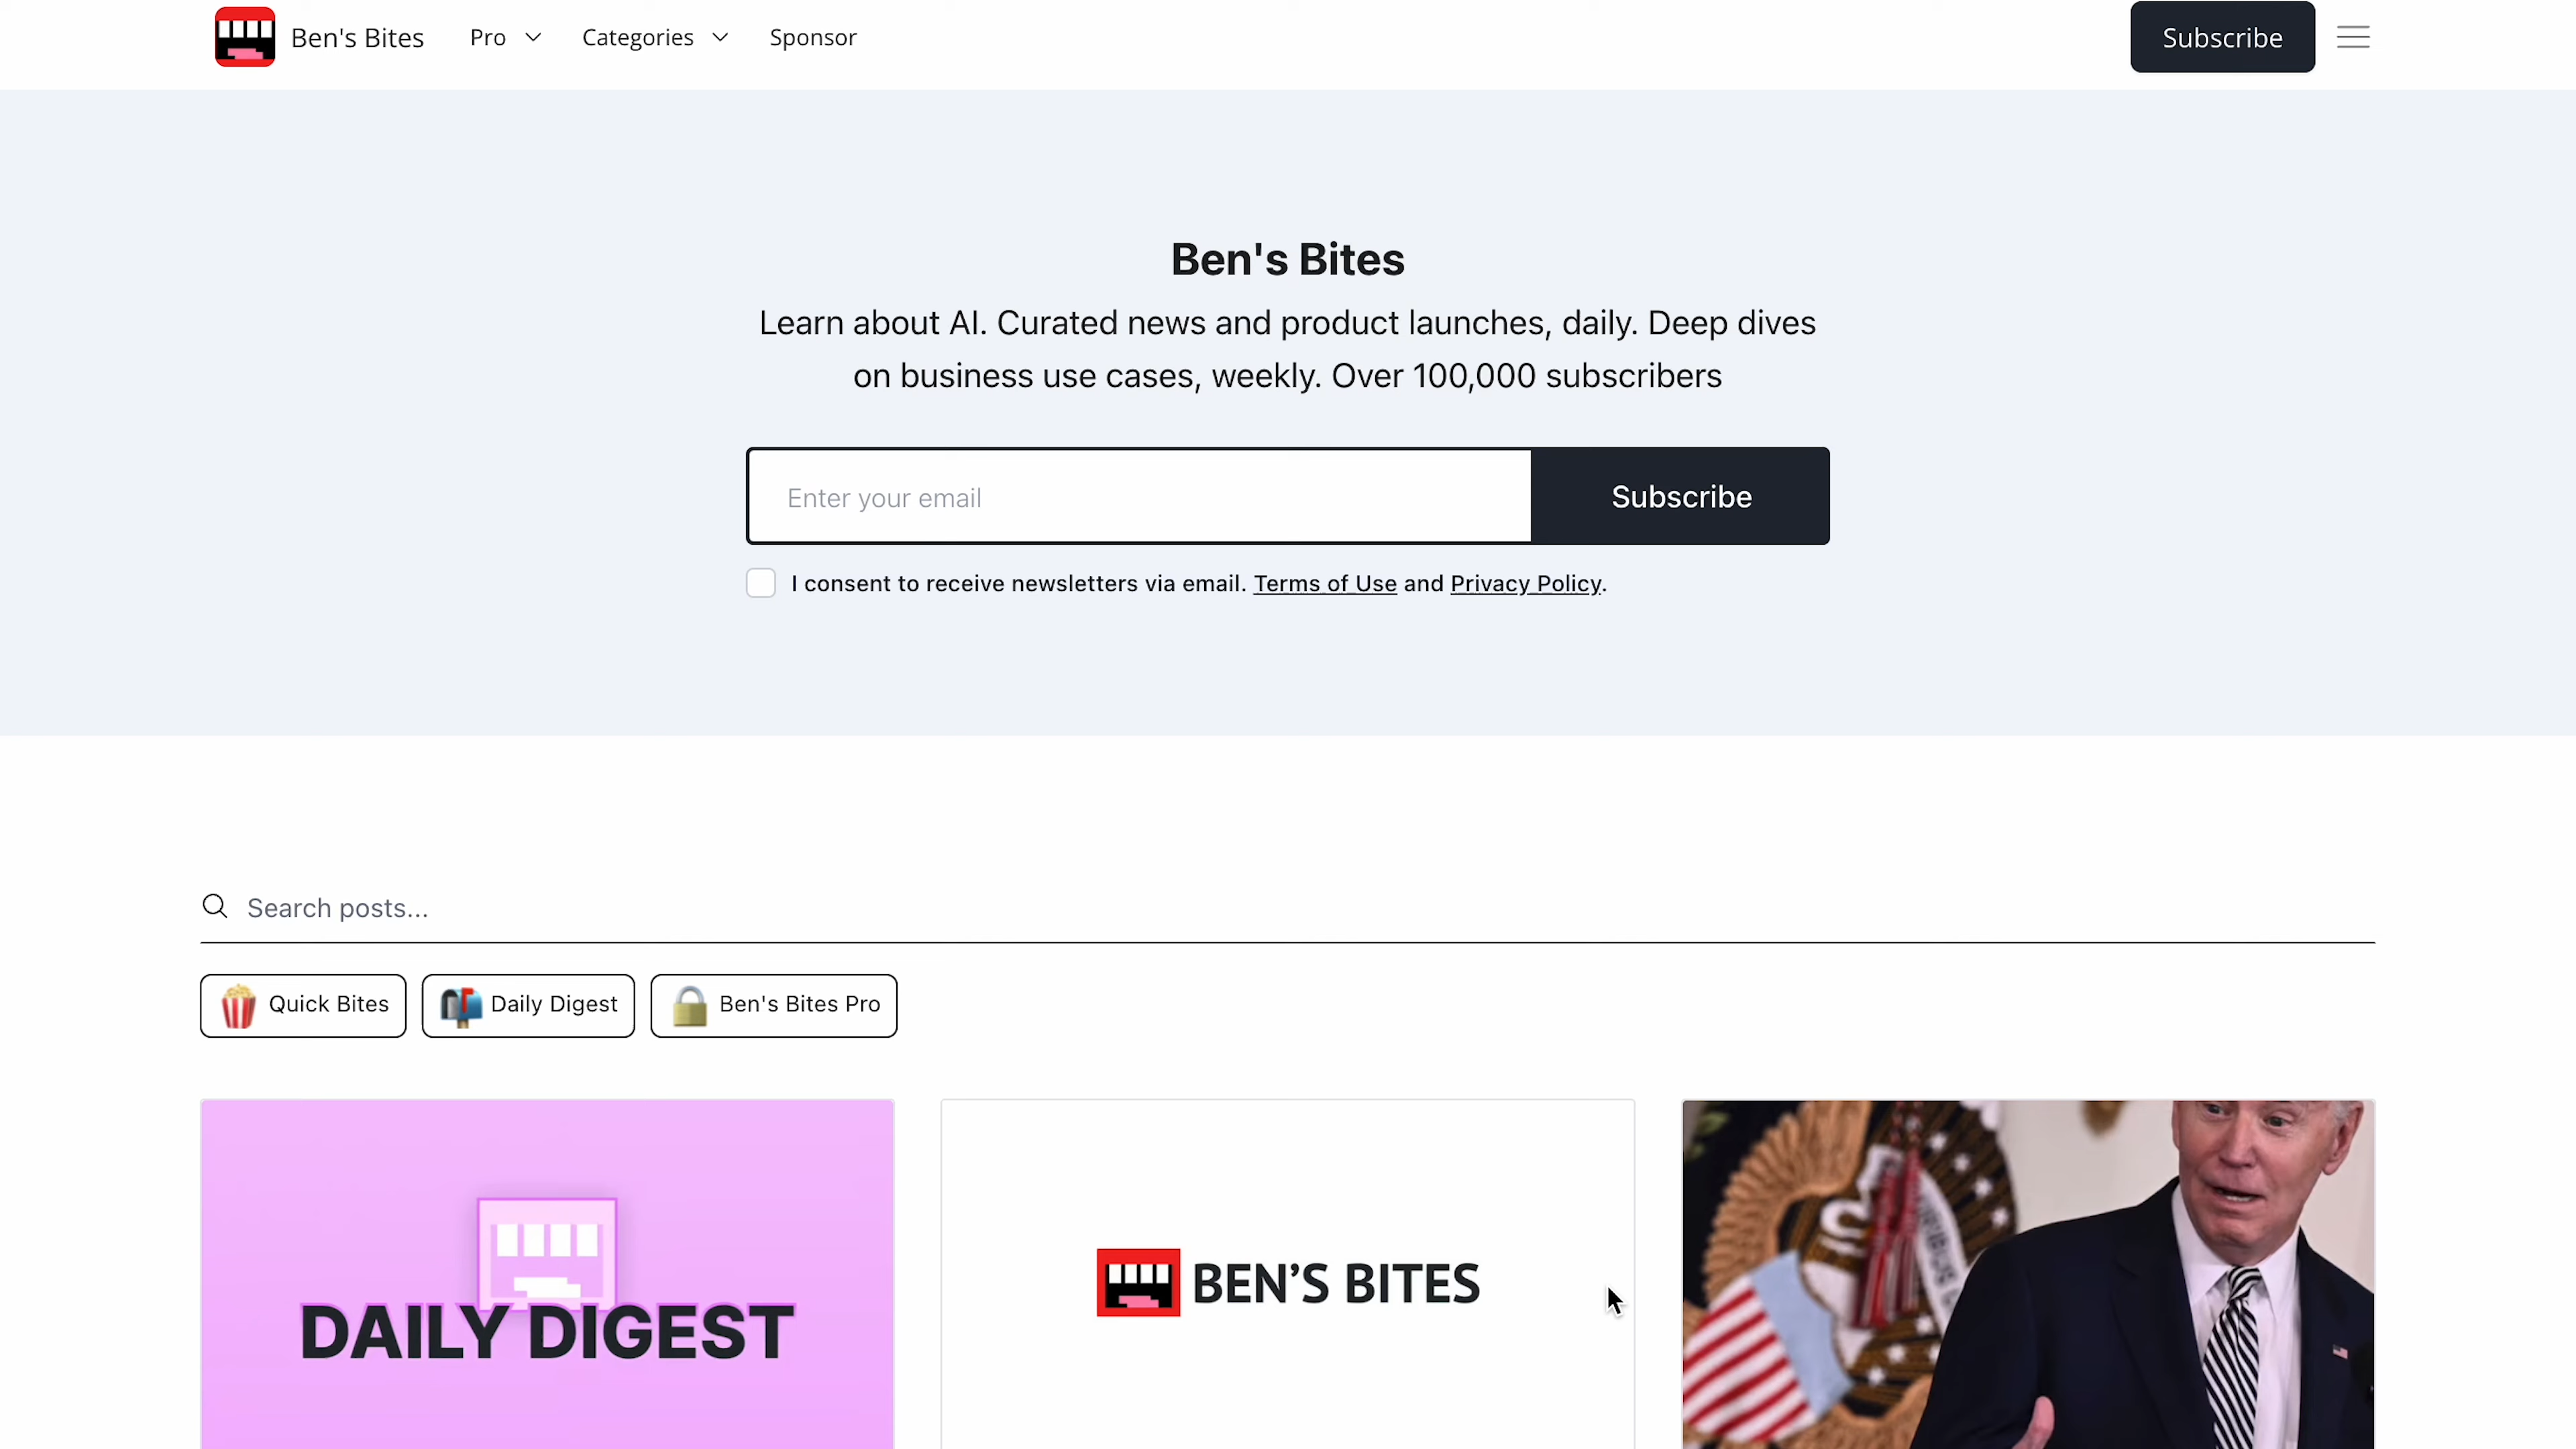 Ben's Bites
Pro
Categories
Sponsor
Subscribe
Ben's Bites
Learn about AI. Curated news and product launches, daily. Deep dives
on business use cases, weekly. Over 100,000 subscribers
Enter your email
Subscribe
I consent to receive newsletters via email. Terms of Use and Privacy Policy.
Search posts...
Quick Bites
Daily Digest
Ben's Bites Pro
DAILY DIGEST
BEN’S BITES